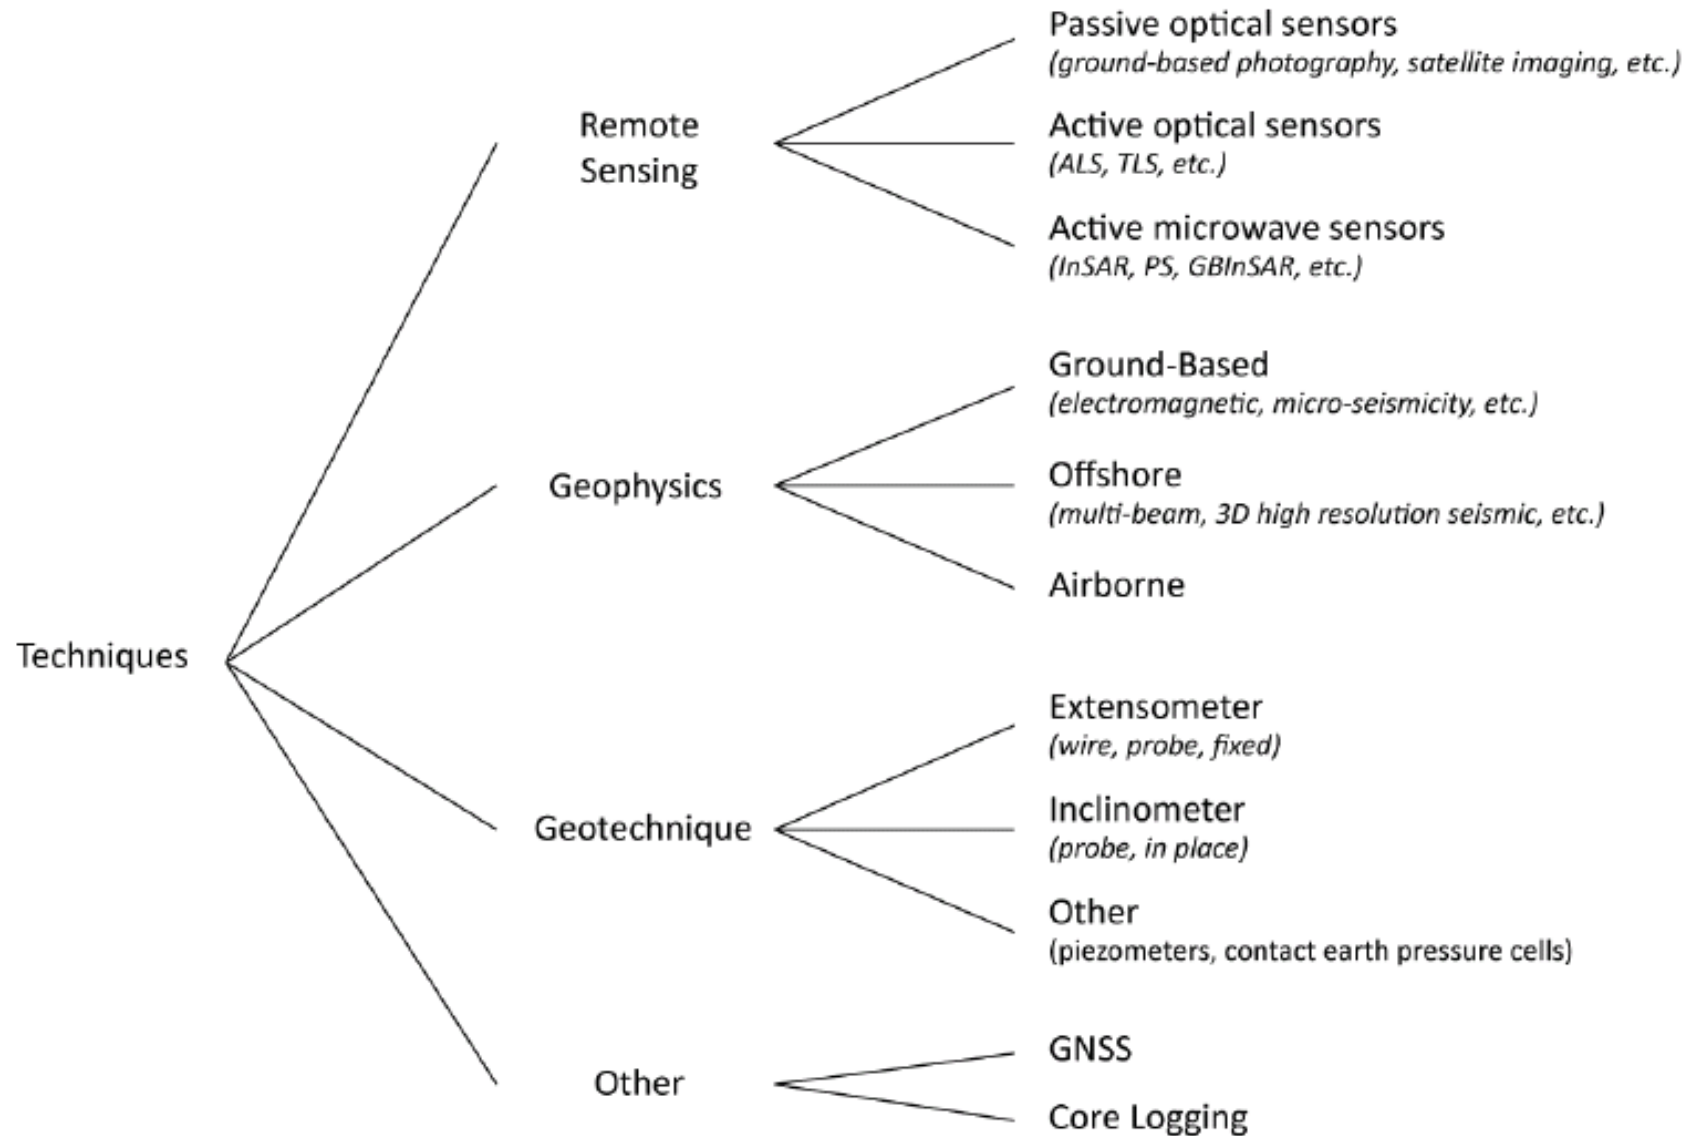 Techniques
Remote
Sensing
Passive optical sensors
(ground-based photography, satellite imaging, etc.)
Active optical sensors
(ALS, TLS, etc.)
Active microwave sensors
(InSAR, PS, GBInSAR, etc.)
Geophysics
Ground-Based
(electromagnetic, micro-seismicity, etc.)
Offshore
(multi-beam, 3D high resolution seismic, etc.)
Airborne
Geotechnique
Extensometer
(wire, probe, fixed)
Inclinometer
(probe, in place)
Other
(piezometers, contact earth pressure cells)
Other
GNSS
Core Logging